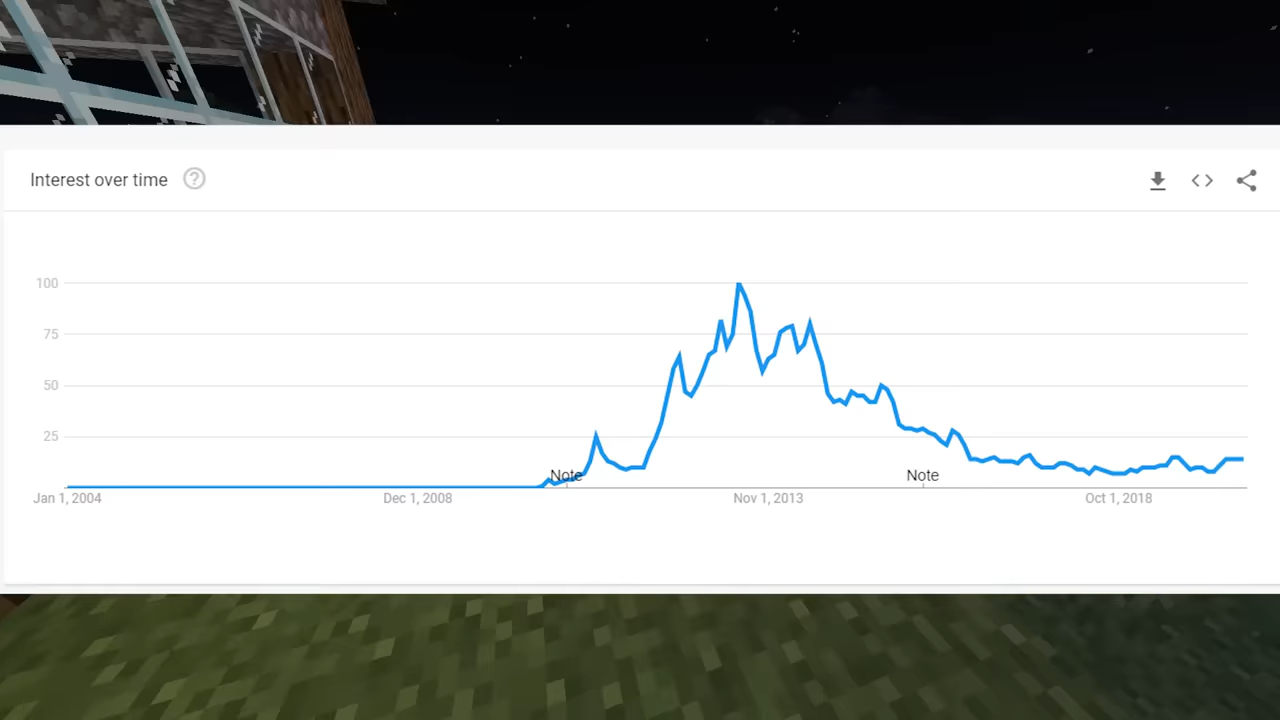 Interest over time ?
100
75
50
25
Note Note
Jan 1, 2004 Dec 1, 2008 Nov 1, 2013 Oct 1, 2018